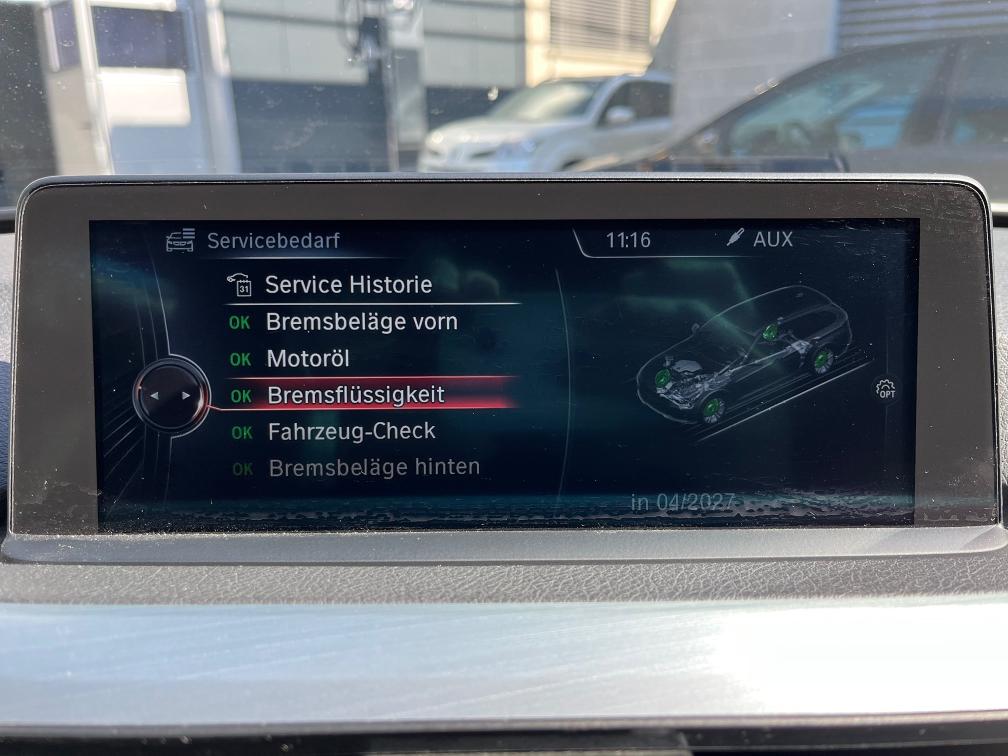 Servicebedarf
11:16 AUX
31 Service Historie
OK Bremsbeläge vorn
OK Motoröl
OK Bremsflüssigkeit
OK Fahrzeug-Check
OK Bremsbeläge hinten
OPT
in 04/2027